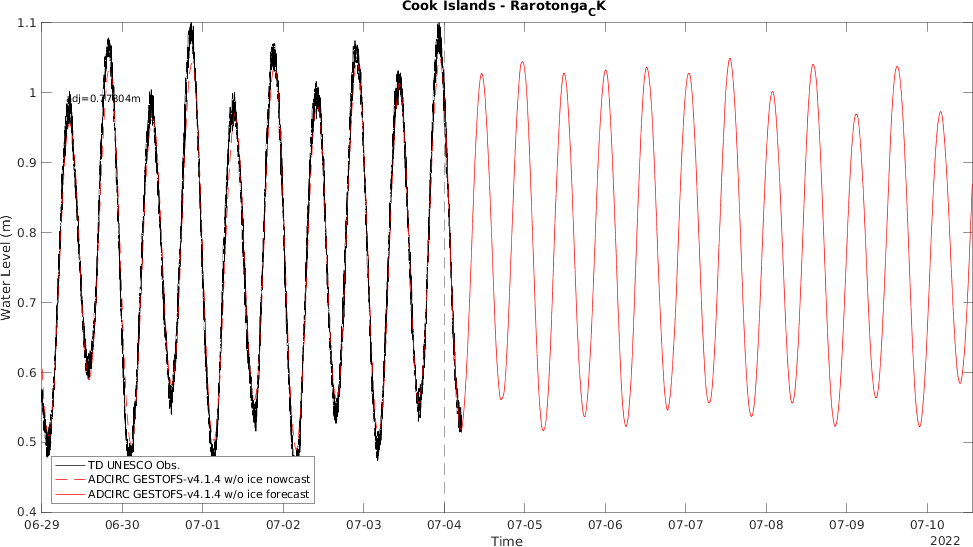 Cook Islands - Rarotonga_CK
1.1
1
0.9
0.8
0.7
0.6
0.5
0.4
Water Level (m)
adj=0.77804m
TD UNESCO Obs.
ADCIRC GESTOFS-v4.1.4 w/o ice nowcast
ADCIRC GESTOFS-v4.1.4 w/o ice forecast
06-29 06-30 07-01 07-02 07-03 07-04 07-05 07-06 07-07 07-08 07-09 07-10
Time
2022